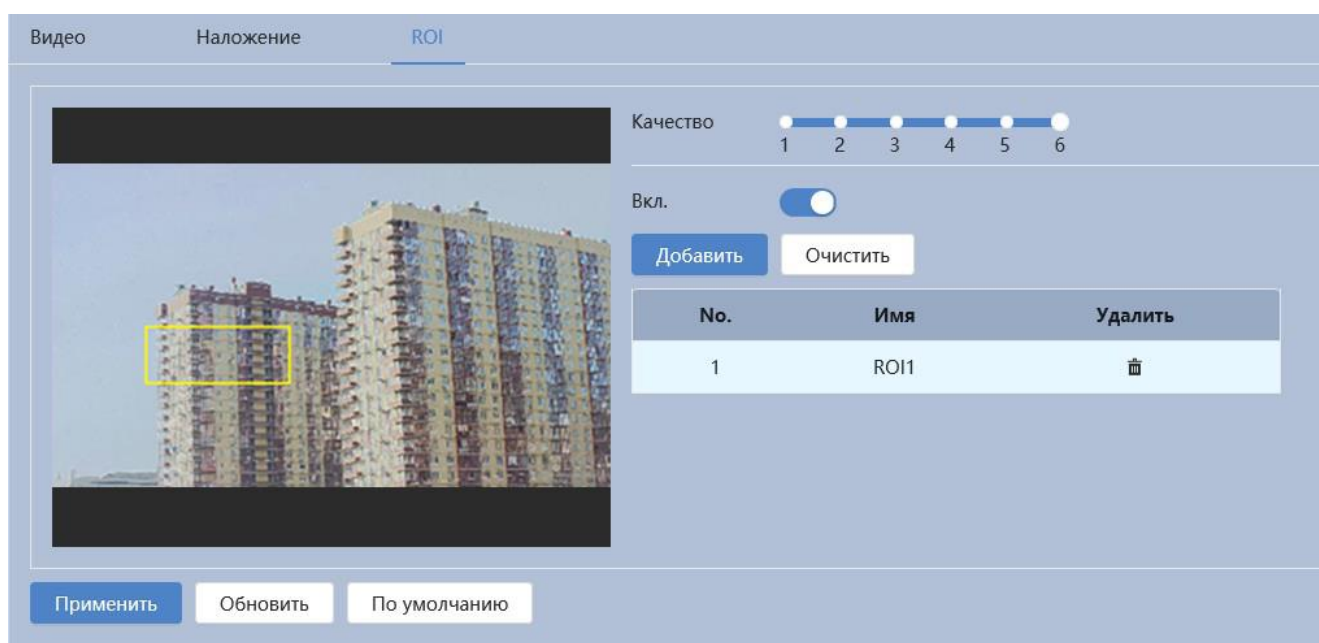 Видео Наложение ROI
Качество
1 2 3 4 5 6
Вкл.
Добавить Очистить
No. Имя Удалить
1 ROI1
Применить Обновить По умолчанию